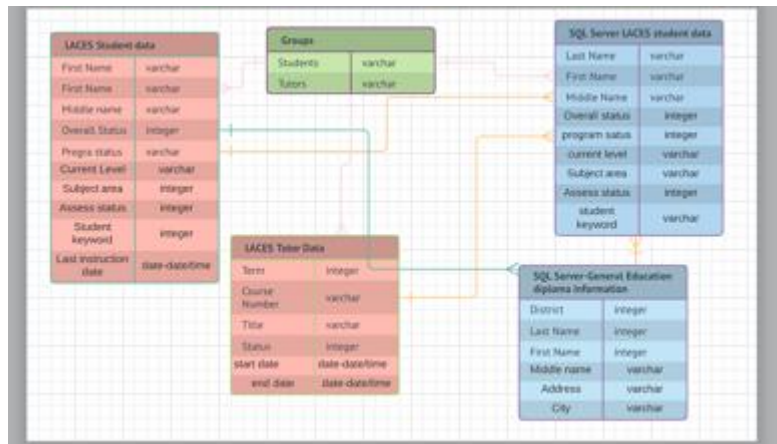 LACES Student data
First Name varchar
First Name varchar
Middle name varchar
Overall Status integer
Progra status varchar
Current Level varchar
Subject area integer
Assess status integer
Student
keyword integer
Last instruction
date date-date/time
Groups
Students varchar
Tutors varchar
SQL Server LACES student data
Last Name varchar
First Name varchar
Middle Name varchar
Overall status integer
program satus integer
current level varchar
Subject area varchar
Assess status integer
student
keyword varchar
LACES Tutor Data
Term integer
Course
Number varchar
Title varchar
Status integer
start date date-date/time
end date date-date/time
SQL Server-General Education
diploma Information
District integer
Last Name integer
First Name integer
Middle name varchar
Address varchar
City varchar